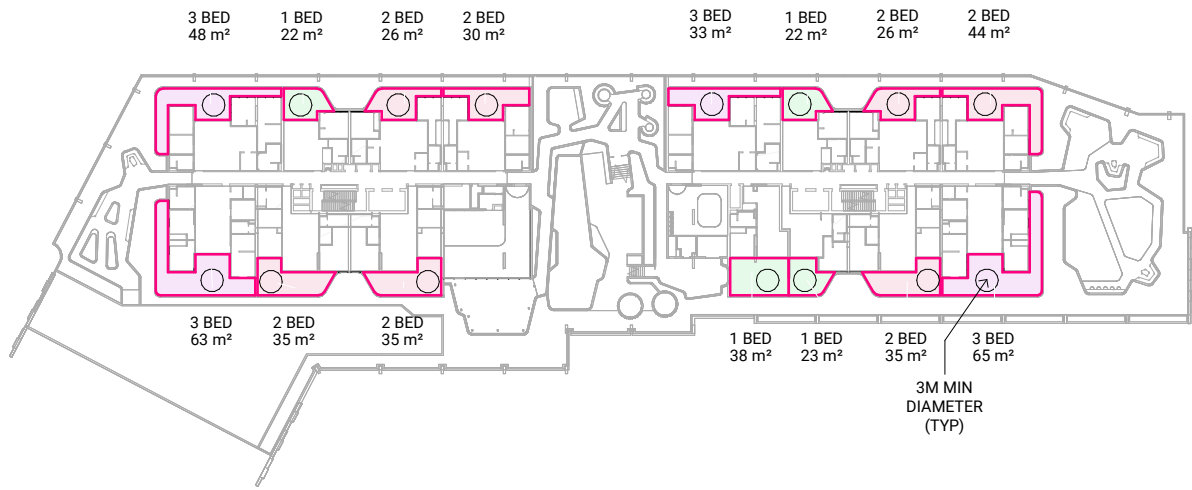 3 BED
48 m²
1 BED
22 m²
2 BED
26 m²
2 BED
30 m²
3 BED
33 m²
1 BED
22 m²
2 BED
26 m²
2 BED
44 m²
3 BED
63 m²
2 BED
35 m²
2 BED
35 m²
1 BED
38 m²
1 BED
23 m²
2 BED
35 m²
3 BED
65 m²
3M MIN
DIAMETER
(TYP)